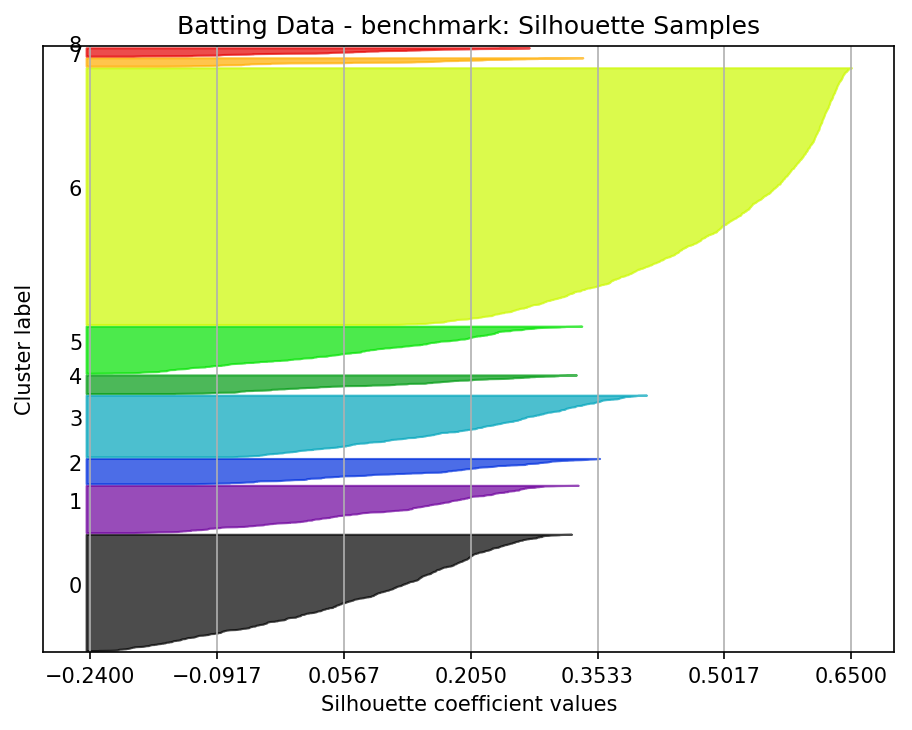 Batting Data - benchmark: Silhouette Samples
8
7
6
5
4
3
2
1
0
Cluster label
−0.2400 −0.0917 0.0567 0.2050 0.3533 0.5017 0.6500
Silhouette coefficient values